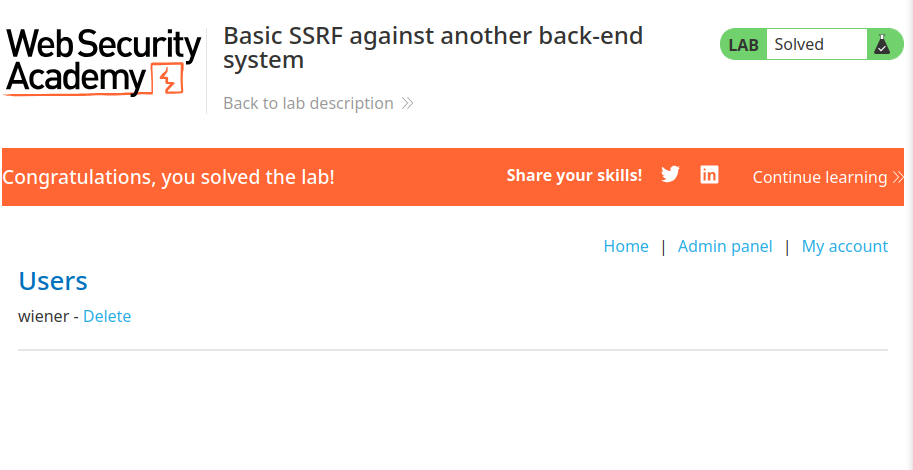 Web Security
Academy
Basic SSRF against another back-end
system
Back to lab description
LAB Solved
Congratulations, you solved the lab!
Share your skills!
Continue learning
Home | Admin panel | My account
Users
wiener - Delete